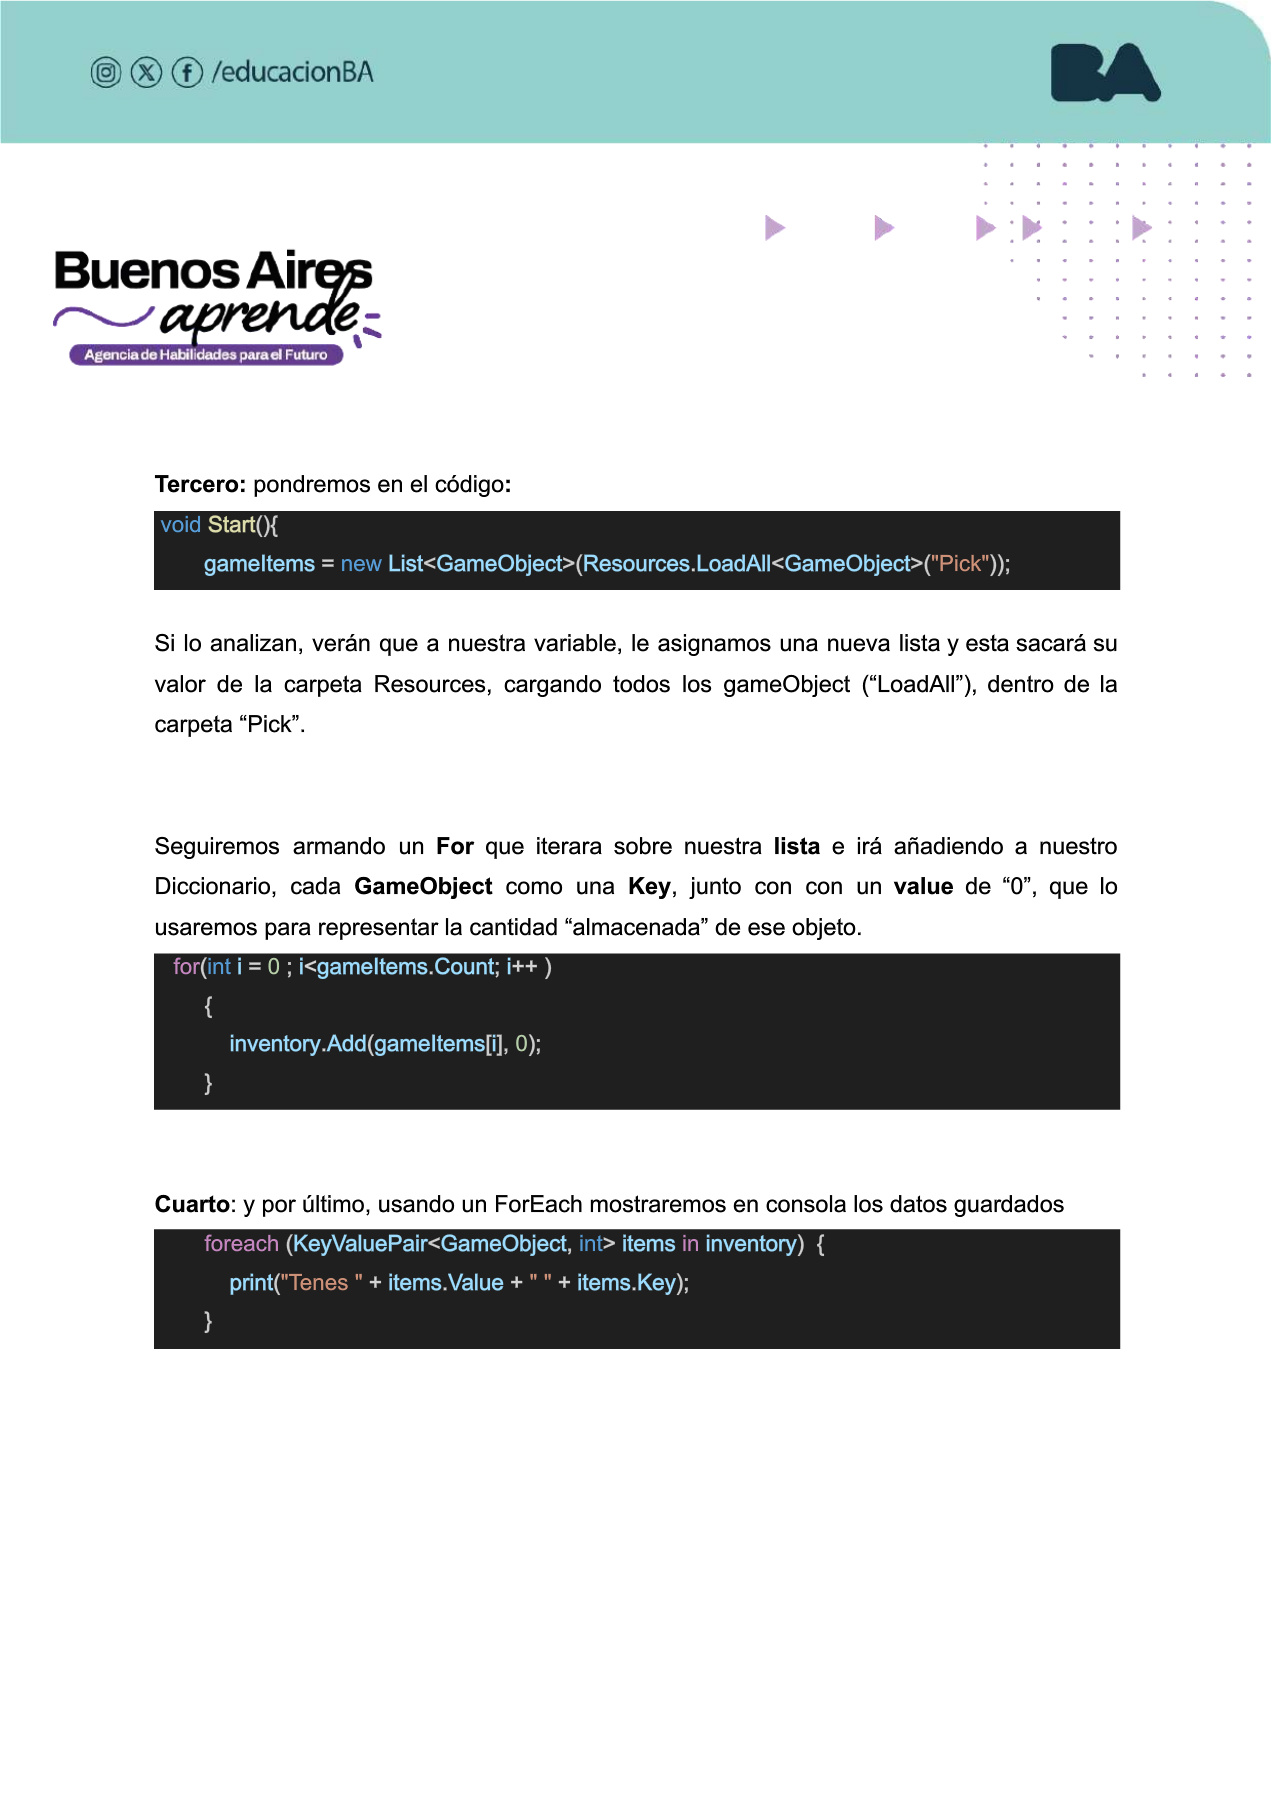 /educacionBA
BA
Buenos Aires
aprende
Agencia de Habilidades para el Futuro
Tercero: pondremos en el código:
void Start(){
gameItems = new List<GameObject>(Resources.LoadAll<GameObject>("Pick"));
Si lo analizan, verán que a nuestra variable, le asignamos una nueva lista y esta sacará su
valor de la carpeta Resources, cargando todos los gameObject (“LoadAll”), dentro de la
carpeta “Pick”.
Seguiremos armando un For que iterara sobre nuestra lista e irá añadiendo a nuestro
Diccionario, cada GameObject como una Key, junto con con un value de “0”, que lo
usaremos para representar la cantidad “almacenada” de ese objeto.
for(int i = 0 ; i<gameItems.Count; i++ )
{
inventory.Add(gameItems[i], 0);
}
Cuarto: y por último, usando un ForEach mostraremos en consola los datos guardados
foreach (KeyValuePair<GameObject, int> items in inventory)  {
print("Tenes " + items.Value + " " + items.Key);
}